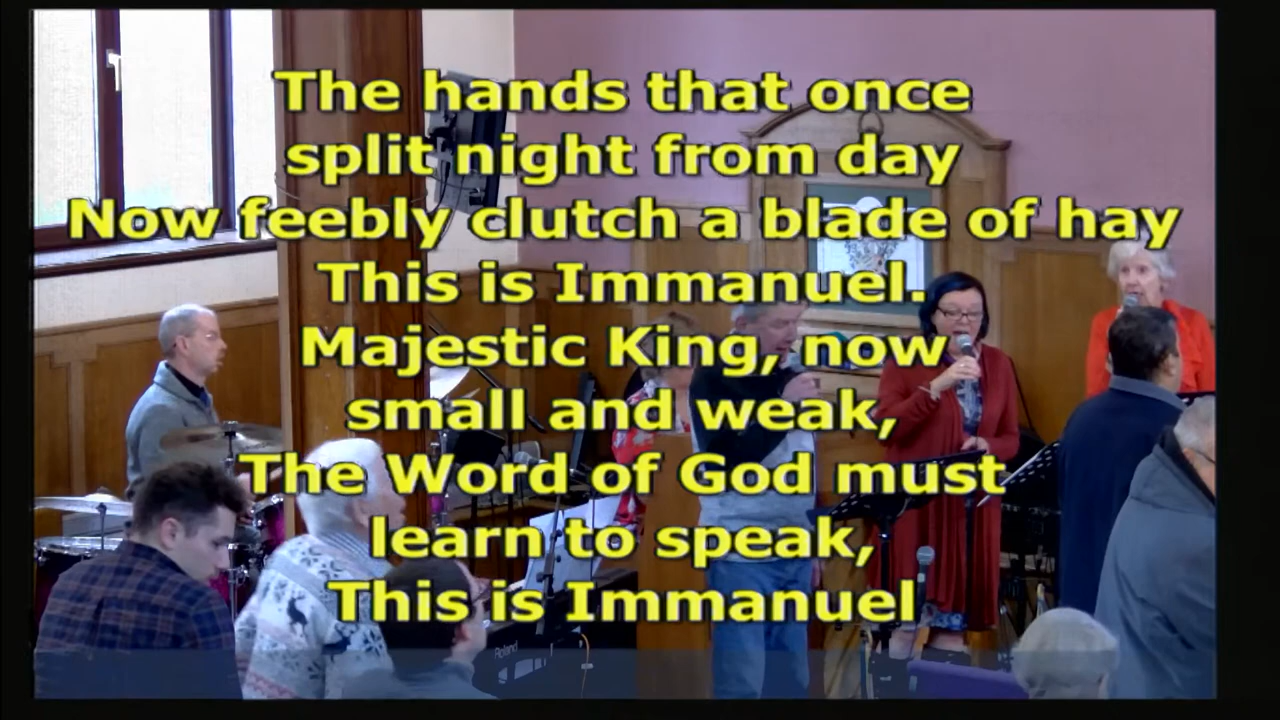 The hands that once
split night from day
Now feebly clutch a blade of hay
This is Immanuel.
Majestic King, now
small and weak,
The Word of God must
learn to speak,
This is Immanuel
Roland